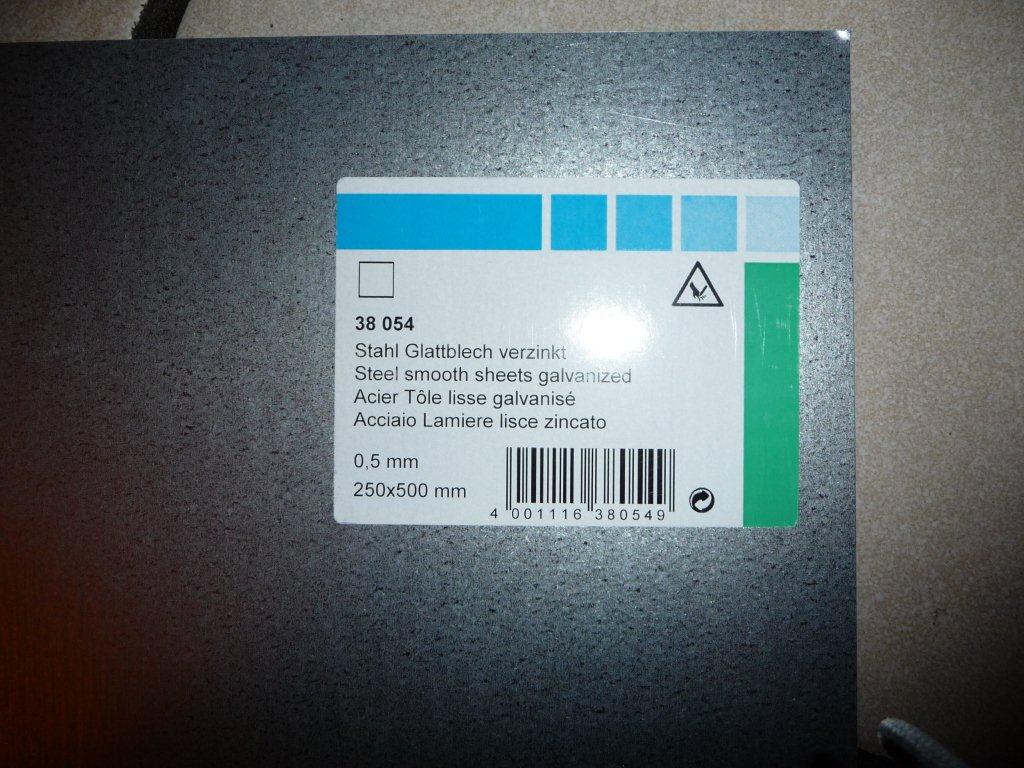 38 054
Stahl Glattblech verzinkt
Steel smooth sheets galvanized
Acier Tôle lisse galvanisé
Acciaio Lamiere lisce zincato
0,5 mm
250x500 mm
4 001116 380549